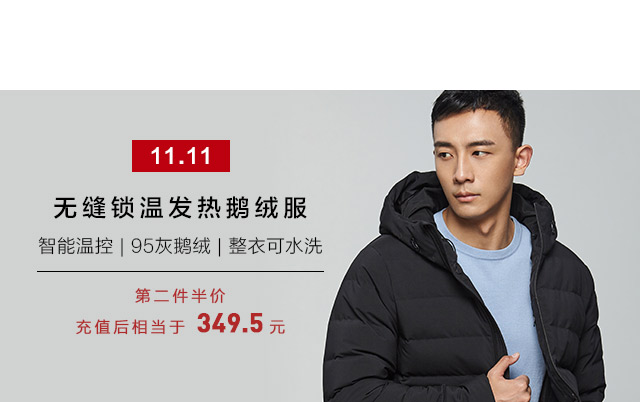 11.11
无缝锁温发热鹅绒服
智能温控 | 95灰鹅绒 | 整衣可水洗
第二件半价
充值后相当于 349.5 元